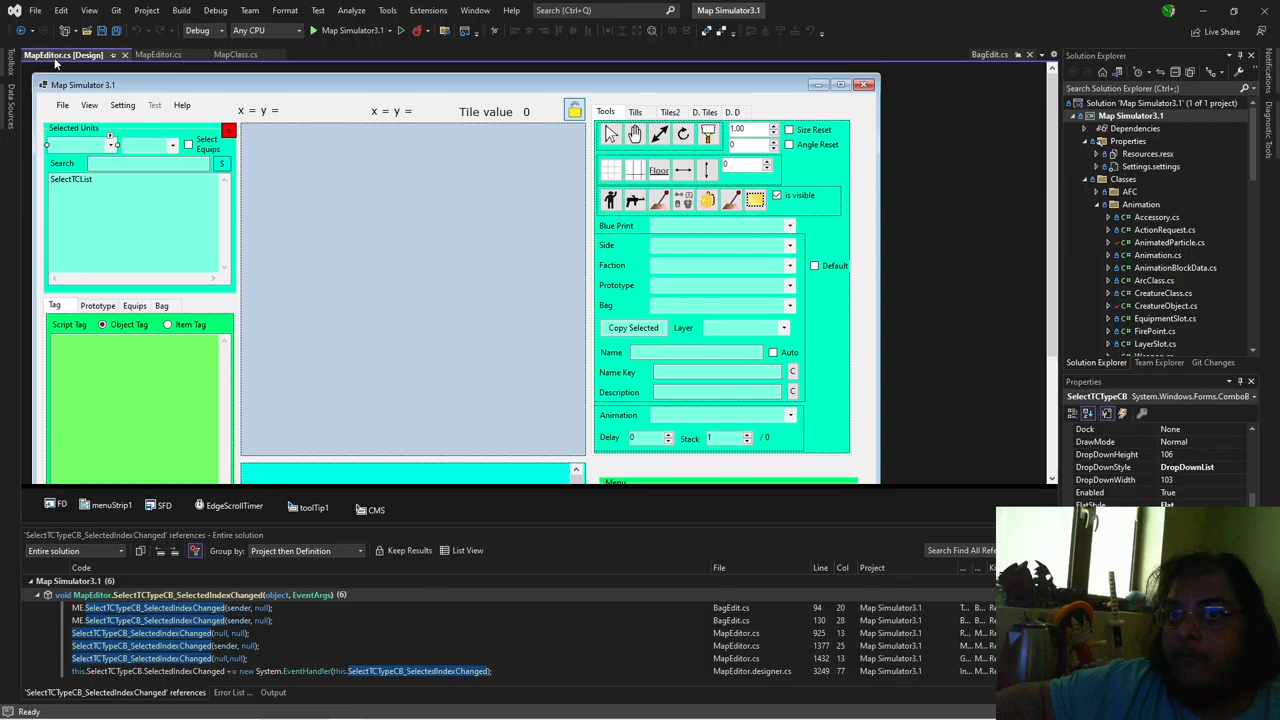 File Edit View Git Project Build Debug Team Format Test Analyze Tools Extensions Window Help Search (Ctrl+Q) Map Simulator 3.1
Debug Any CPU Map Simulator3.1 Live Share
MapEditor.cs [Design] MapEditor.cs MapClass.cs BagEdit.cs
Toolbox
Data Sources
Map Simulator 3.1
File View Setting Test Help
x = y = x = y = Tile value 0
Selected Units
Select
Equips
Search S
SelectTCList
Tag Prototype Equips Bag
Script Tag Object Tag Item Tag
Tools Tills Tiles2 D. Tiles D. D
1.00 Size Reset
0 Angle Reset
Floor 0
is visible
Blue Print
Side
Faction Default
Prototype
Bag
Copy Selected Layer
Name Auto
Name Key C
Description C
Animation
Delay 0 Stack 1 / 0
Menu
FD menuStrip1 SFD EdgeScrollTimer toolTip1 CMS
'SelectTCTypeCB_SelectedIndexChanged' references - Entire solution
Entire solution Group by: Project then Definition Keep Results List View Search Find All Refe
Code File Line Col Project
Map Simulator3.1 (6)
void MapEditor.SelectTCTypeCB_SelectedIndexChanged(object, EventArgs) (6)
ME.SelectTCTypeCB_SelectedIndexChanged(sender, null); BagEdit.cs 94 20 Map Simulator3.1
ME.SelectTCTypeCB_SelectedIndexChanged(sender, null); BagEdit.cs 130 28 Map Simulator3.1
SelectTCTypeCB_SelectedIndexChanged(null, null); MapEditor.cs 925 13 Map Simulator3.1
SelectTCTypeCB_SelectedIndexChanged(sender, null); MapEditor.cs 1377 25 Map Simulator3.1
SelectTCTypeCB_SelectedIndexChanged(null,null); MapEditor.cs 1432 13 Map Simulator3.1
this.SelectTCTypeCB.SelectedIndexChanged += new System.EventHandler(this.SelectTCTypeCB_SelectedIndexChanged); MapEditor.designer.cs 3249 77 Map Simulator3.1
'SelectTCTypeCB_SelectedIndexChanged' references Error List ... Output
Ready
Solution Explorer
Search Solution Explorer (Ctrl+;)
Solution 'Map Simulator3.1' (1 of 1 project)
Map Simulator3.1
Dependencies
Properties
Resources.resx
Settings.settings
Classes
AFC
Animation
Accessory.cs
ActionRequest.cs
AnimatedParticle.cs
Animation.cs
AnimationBlockData.cs
ArcClass.cs
CreatureClass.cs
CreatureObject.cs
EquipmentSlot.cs
FirePoint.cs
LayerSlot.cs
Solution Explorer Team Explorer Git Changes
Properties
SelectTCTypeCB System.Windows.Forms.ComboB
Dock None
DrawMode Normal
DropDownHeight 106
DropDownStyle DropDownList
DropDownWidth 103
Enabled True
FlatStyle Flat
Notifications
Diagnostic Tools